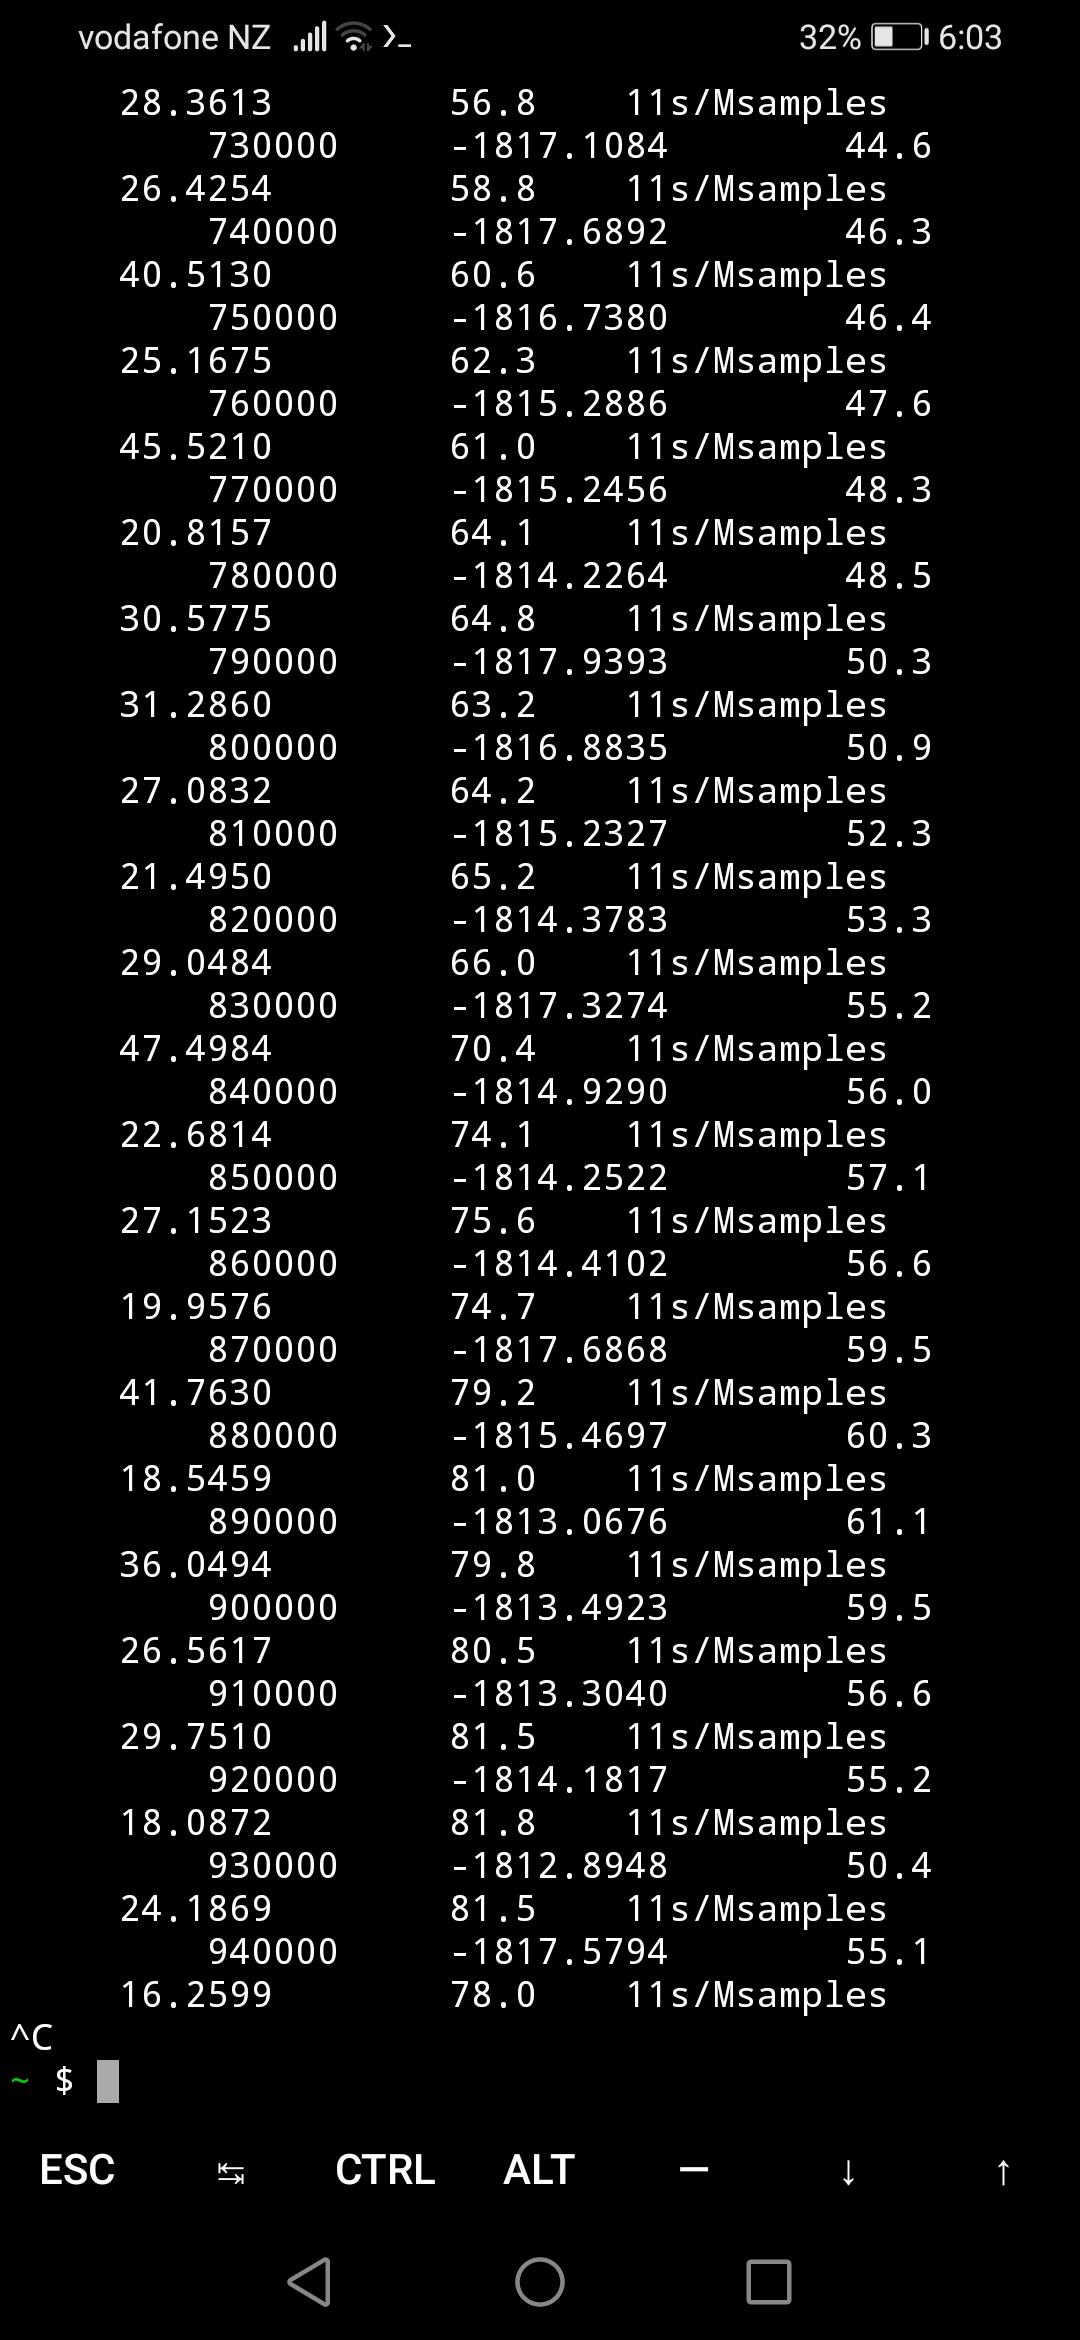 vodafone NZ 32% 6:03
28.3613 56.8 11s/Msamples
730000 -1817.1084 44.6
26.4254 58.8 11s/Msamples
740000 -1817.6892 46.3
40.5130 60.6 11s/Msamples
750000 -1816.7380 46.4
25.1675 62.3 11s/Msamples
760000 -1815.2886 47.6
45.5210 61.0 11s/Msamples
770000 -1815.2456 48.3
20.8157 64.1 11s/Msamples
780000 -1814.2264 48.5
30.5775 64.8 11s/Msamples
790000 -1817.9393 50.3
31.2860 63.2 11s/Msamples
800000 -1816.8835 50.9
27.0832 64.2 11s/Msamples
810000 -1815.2327 52.3
21.4950 65.2 11s/Msamples
820000 -1814.3783 53.3
29.0484 66.0 11s/Msamples
830000 -1817.3274 55.2
47.4984 70.4 11s/Msamples
840000 -1814.9290 56.0
22.6814 74.1 11s/Msamples
850000 -1814.2522 57.1
27.1523 75.6 11s/Msamples
860000 -1814.4102 56.6
19.9576 74.7 11s/Msamples
870000 -1817.6868 59.5
41.7630 79.2 11s/Msamples
880000 -1815.4697 60.3
18.5459 81.0 11s/Msamples
890000 -1813.0676 61.1
36.0494 79.8 11s/Msamples
900000 -1813.4923 59.5
26.5617 80.5 11s/Msamples
910000 -1813.3040 56.6
29.7510 81.5 11s/Msamples
920000 -1814.1817 55.2
18.0872 81.8 11s/Msamples
930000 -1812.8948 50.4
24.1869 81.5 11s/Msamples
940000 -1817.5794 55.1
16.2599 78.0 11s/Msamples
^C
~ $
ESC ↹ CTRL ALT — ↓ ↑